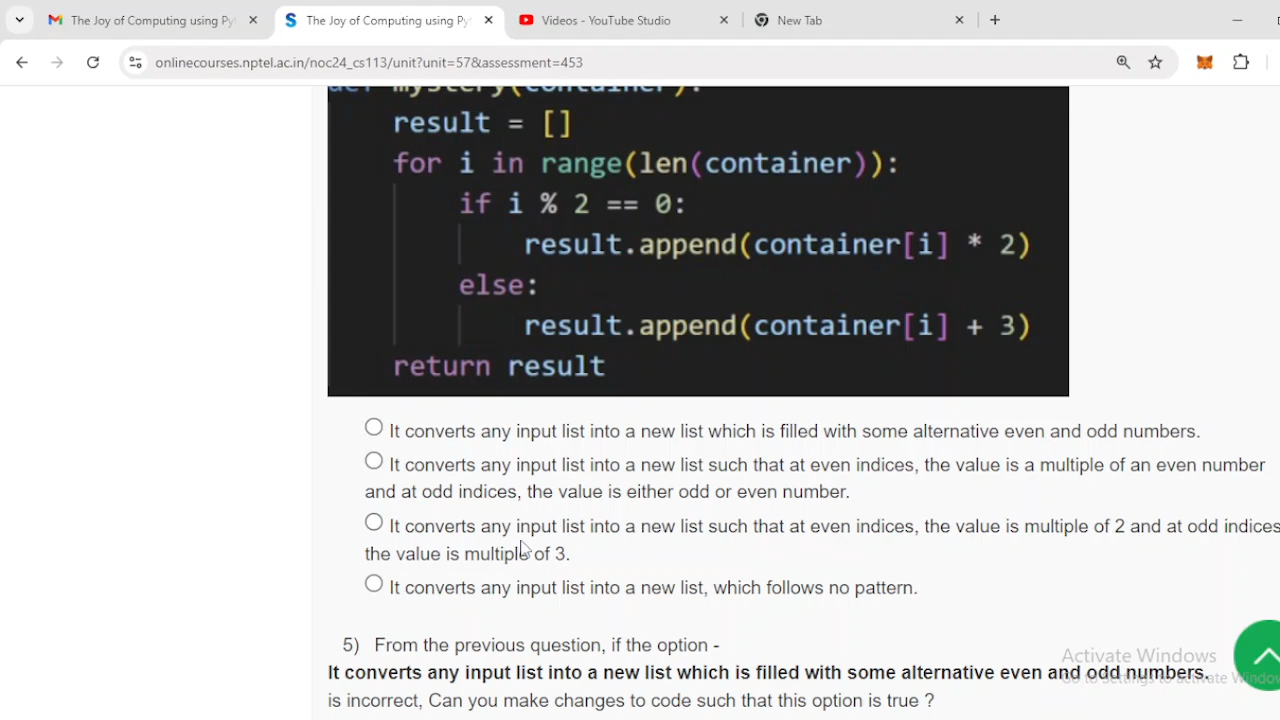 The Joy of Computing using Py
The Joy of Computing using Py
Videos - YouTube Studio
New Tab
onlinecourses.nptel.ac.in/noc24_cs113/unit?unit=57&assessment=453
def mystery(container):
result = []
for i in range(len(container)):
if i % 2 == 0:
result.append(container[i] * 2)
else:
result.append(container[i] + 3)
return result
It converts any input list into a new list which is filled with some alternative even and odd numbers.
It converts any input list into a new list such that at even indices, the value is a multiple of an even number
and at odd indices, the value is either odd or even number.
It converts any input list into a new list such that at even indices, the value is multiple of 2 and at odd indices
the value is multiple of 3.
It converts any input list into a new list, which follows no pattern.
5) From the previous question, if the option -
It converts any input list into a new list which is filled with some alternative even and odd numbers.
is incorrect, Can you make changes to code such that this option is true ?
Activate Windows
Go to Settings to activate Windows